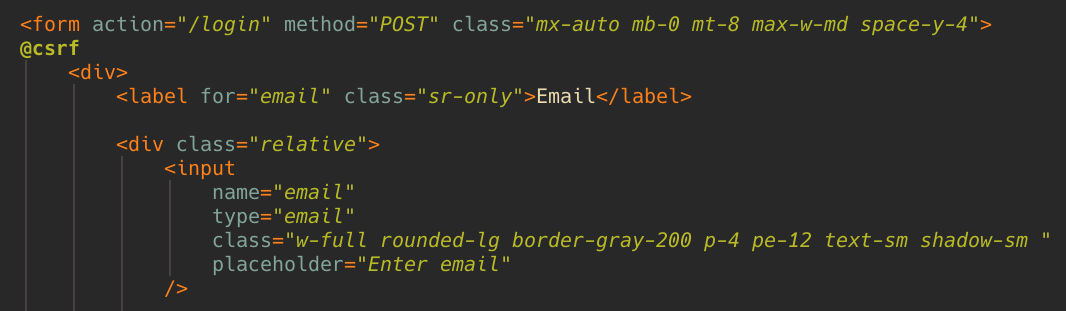 <form action="/login" method="POST" class="mx-auto mb-0 mt-8 max-w-md space-y-4">
@csrf
    <div>
        <label for="email" class="sr-only">Email</label>

        <div class="relative">
            <input
                name="email"
                type="email"
                class="w-full rounded-lg border-gray-200 p-4 pe-12 text-sm shadow-sm "
                placeholder="Enter email"
            />